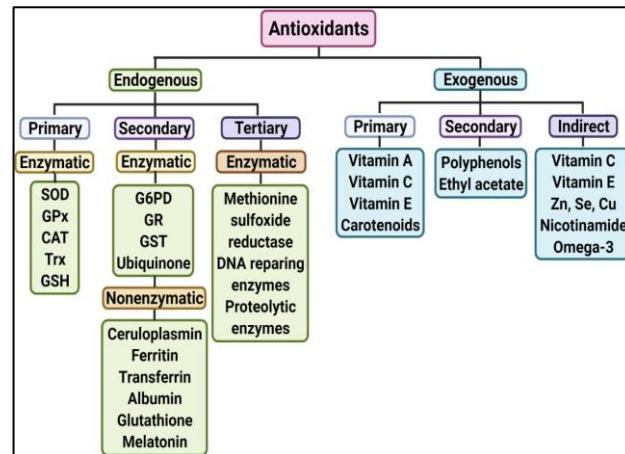 Antioxidants
Endogenous
Exogenous
Primary
Secondary
Tertiary
Primary
Secondary
Indirect
Enzymatic
SOD
GPx
CAT
Trx
GSH
Enzymatic
G6PD
GR
GST
Ubiquinone
Nonenzymatic
Ceruloplasmin
Ferritin
Transferrin
Albumin
Glutathione
Melatonin
Enzymatic
Methionine
sulfoxide
reductase
DNA reparing
enzymes
Proteolytic
enzymes
Vitamin A
Vitamin C
Vitamin E
Carotenoids
Polyphenols
Ethyl acetate
Vitamin C
Vitamin E
Zn, Se, Cu
Nicotinamide
Omega-3